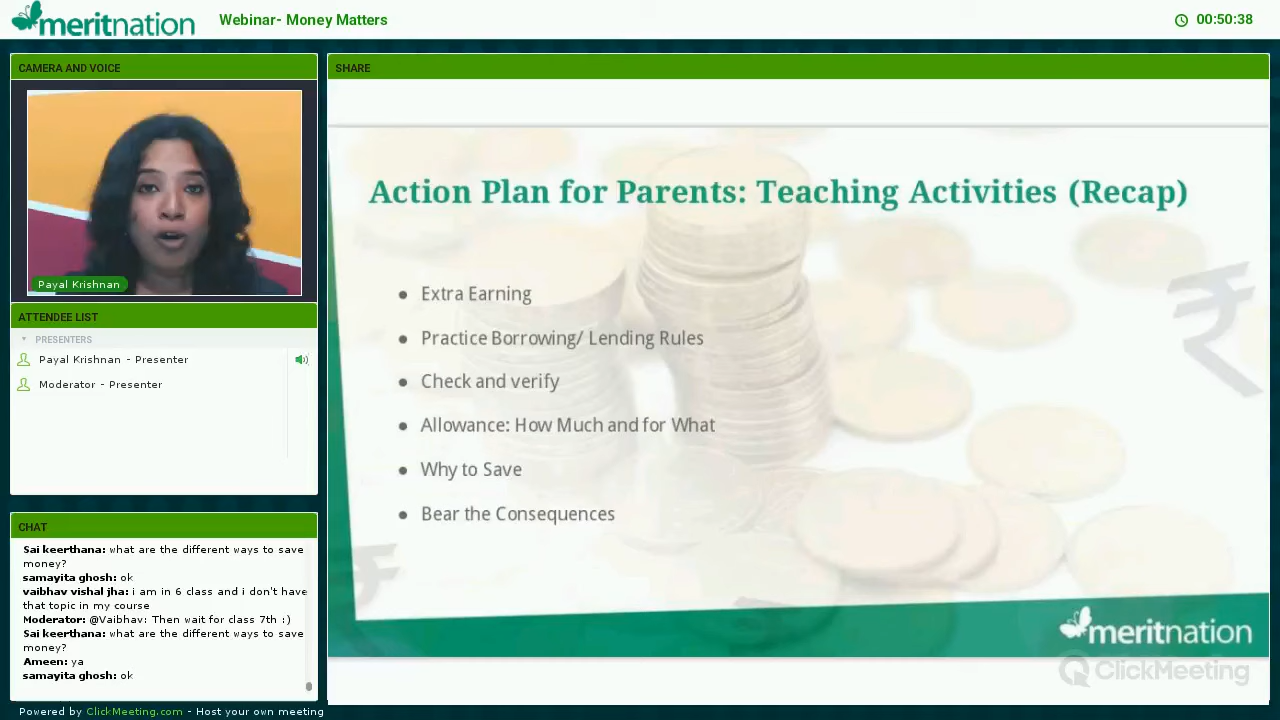 meritnation
Webinar- Money Matters
00:50:38
CAMERA AND VOICE
Payal Krishnan
ATTENDEE LIST
PRESENTERS
Payal Krishnan - Presenter
Moderator - Presenter
CHAT
Sai keerthana: what are the different ways to save
money?
samayita ghosh: ok
vaibhav vishal jha: i am in 6 class and i don't have
that topic in my course
Moderator: @Vaibhav: Then wait for class 7th :)
Sai keerthana: what are the different ways to save
money?
Ameen: ya
samayita ghosh: ok
Powered by ClickMeeting.com - Host your own meeting
SHARE
Action Plan for Parents: Teaching Activities (Recap)
● Extra Earning
● Practice Borrowing/ Lending Rules
● Check and verify
● Allowance: How Much and for What
● Why to Save
● Bear the Consequences
₹
meritnation
ClickMeeting